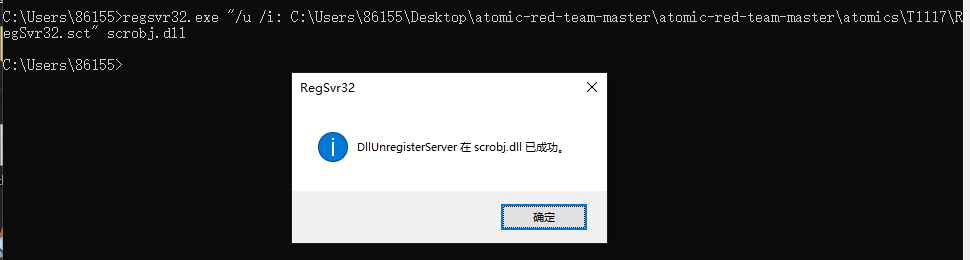 C:\Users\86155>regsvr32.exe "/u /i: C:\Users\86155\Desktop\atomic-red-team-master\atomic-red-team-master\atomics\T1117\R
egSvr32.sct" scrobj.dll
C:\Users\86155>
RegSvr32
DllUnregisterServer 在 scrobj.dll 已成功。
确定